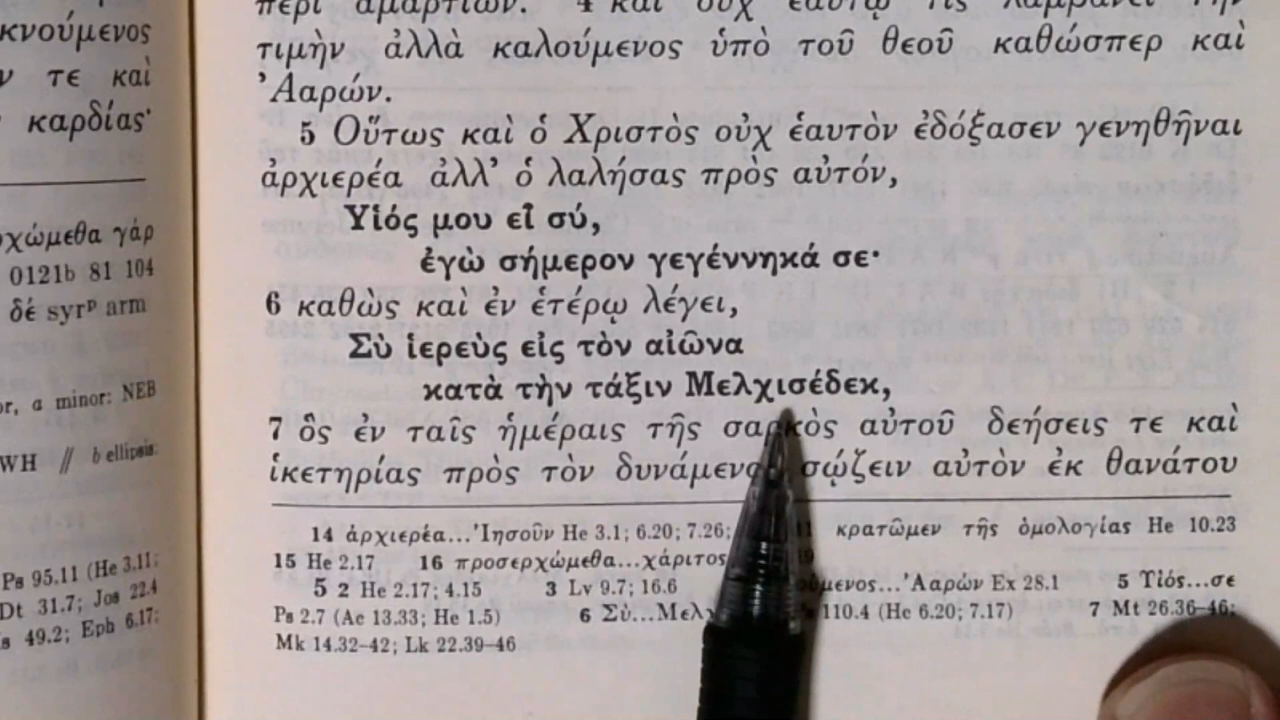 κνούμενος
τε καὶ
καρδίας·
χώμεθα γάρ
0121b 81 104
δέ syrᵖ arm
or, a minor: NEB
WH // b ellipsis:
Ps 95.11 (He 3.11;
Dt 31.7; Jos 22.4
49.2; Eph 6.17;
περὶ ἁμαρτιῶν. 4 καὶ οὐχ ἑαυτῷ τις λαμβάνει τὴν
τιμὴν ἀλλὰ καλούμενος ὑπὸ τοῦ θεοῦ καθώσπερ καὶ
Ἀαρών.
5 Οὕτως καὶ ὁ Χριστὸς οὐχ ἑαυτὸν ἐδόξασεν γενηθῆναι
ἀρχιερέα ἀλλ' ὁ λαλήσας πρὸς αὐτόν,
Υἱός μου εἶ σύ,
ἐγὼ σήμερον γεγέννηκά σε·
6 καθὼς καὶ ἐν ἑτέρῳ λέγει,
Σὺ ἱερεὺς εἰς τὸν αἰῶνα
κατὰ τὴν τάξιν Μελχισέδεκ,
7 ὃς ἐν ταῖς ἡμέραις τῆς σαρκὸς αὐτοῦ δεήσεις τε καὶ
ἱκετηρίας πρὸς τὸν δυνάμενον σῴζειν αὐτὸν ἐκ θανάτου
14 ἀρχιερέα...Ἰησοῦν He 3.1; 6.20; 7.26; κρατῶμεν τῆς ὁμολογίας He 10.23
15 He 2.17 16 προσερχώμεθα...χάριτος
5 2 He 2.17; 4.15 3 Lv 9.7; 16.6 ούμενος...Ἀαρών Ex 28.1 5 Υἱός...σε
Ps 2.7 (Ac 13.33; He 1.5) 6 Σὺ...Μελχ 110.4 (He 6.20; 7.17) 7 Mt 26.36–46;
Mk 14.32–42; Lk 22.39–46